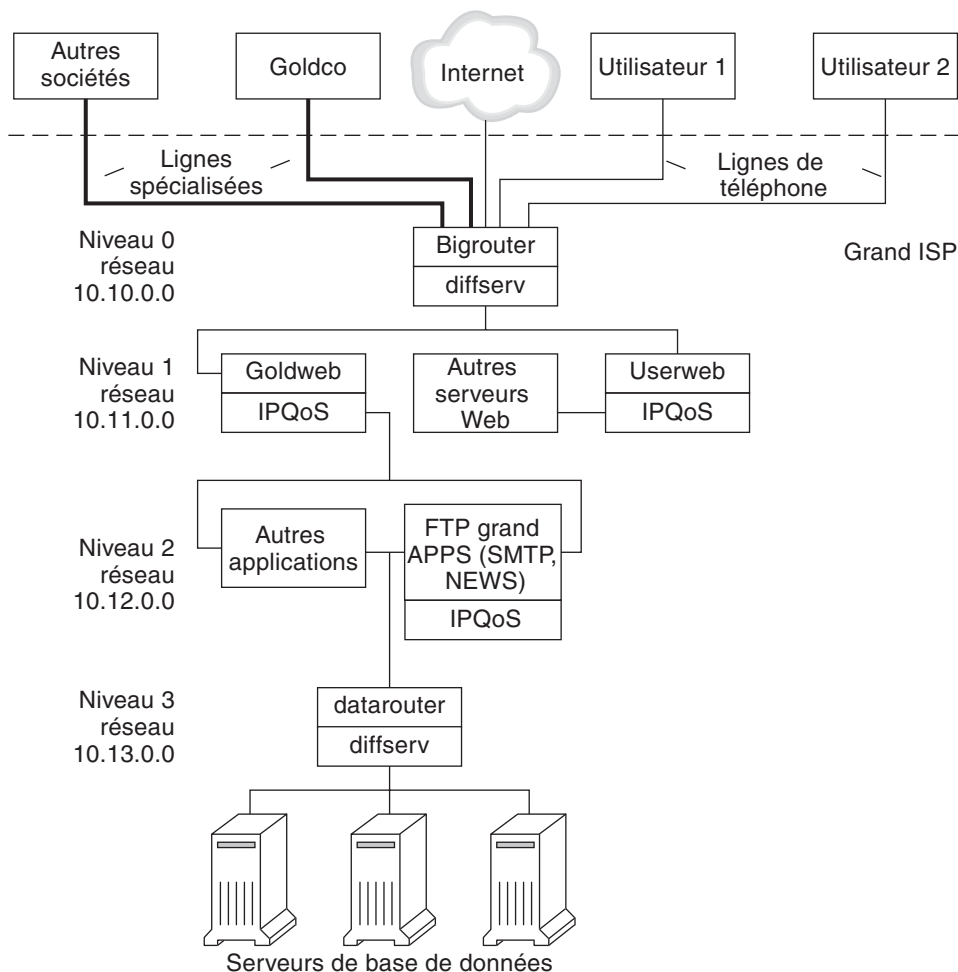 Autres
sociétés
Goldco
Internet
Utilisateur 1
Utilisateur 2
Lignes
spécialisées
Lignes de
téléphone
Niveau 0
réseau
10.10.0.0
Bigrouter
diffserv
Grand ISP
Niveau 1
réseau
10.11.0.0
Goldweb
IPQoS
Autres
serveurs
Web
Userweb
IPQoS
Niveau 2
réseau
10.12.0.0
Autres
applications
FTP grand
APPS (SMTP,
NEWS)
IPQoS
Niveau 3
réseau
10.13.0.0
datarouter
diffserv
Serveurs de base de données